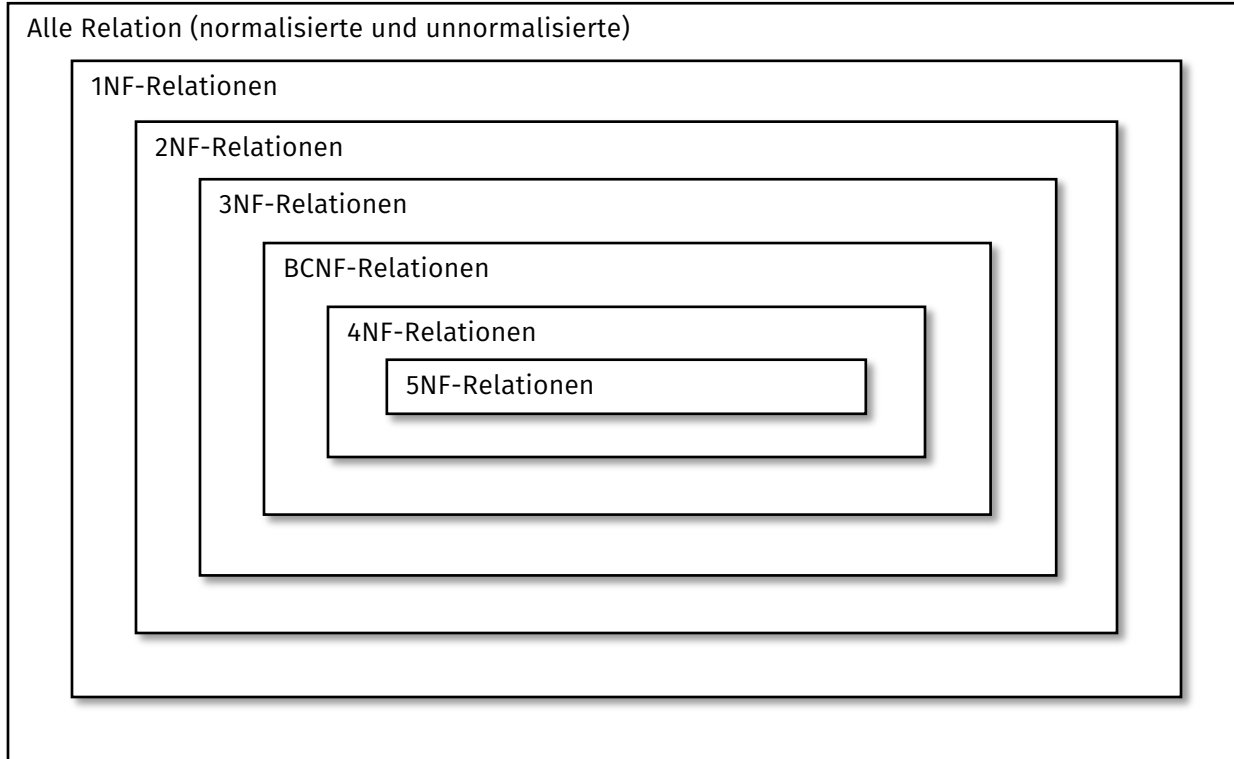 Alle Relation (normalisierte und unnormalisierte)
1NF-Relationen
2NF-Relationen
3NF-Relationen
BCNF-Relationen
4NF-Relationen
5NF-Relationen